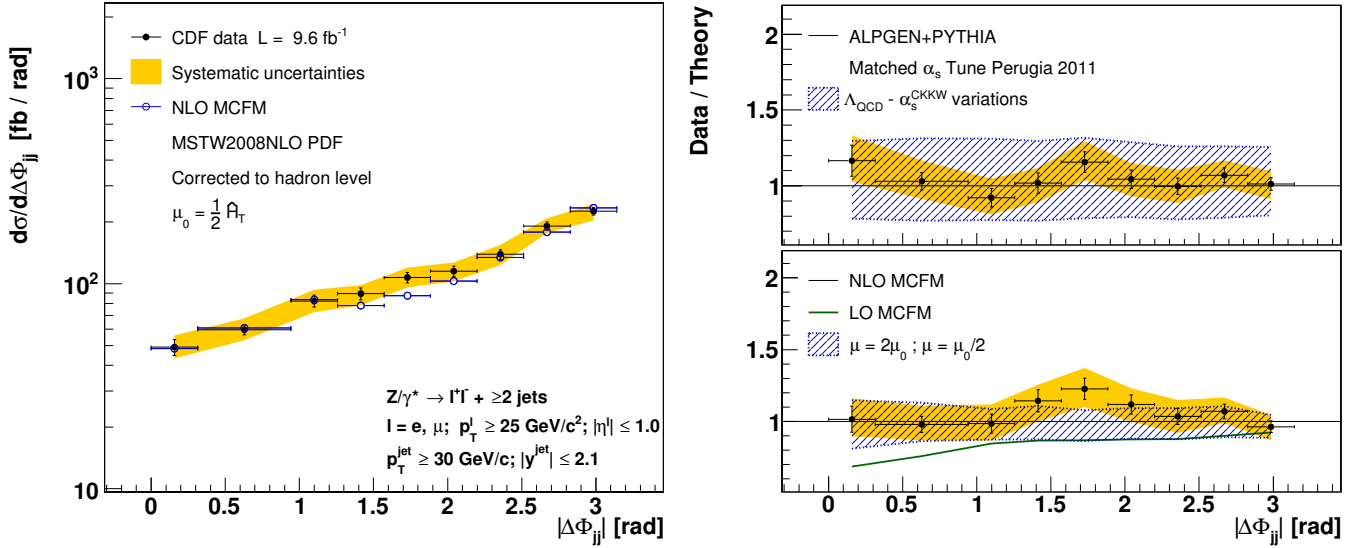 dσ/dΔΦ_jj [fb / rad]
10³
10²
10
CDF data L = 9.6 fb⁻¹
Systematic uncertainties
NLO MCFM
MSTW2008NLO PDF
Corrected to hadron level
μ₀ = 1/2 Ĥ_T
Z/γ* → l⁺l⁻ + ≥2 jets
l = e, μ; p_T^l ≥ 25 GeV/c²; |η^l| ≤ 1.0
p_T^jet ≥ 30 GeV/c; |y^jet| ≤ 2.1
0 0.5 1 1.5 2 2.5 3 3.5
|ΔΦ_jj| [rad]
Data / Theory
2
1.5
1
ALPGEN+PYTHIA
Matched α_s Tune Perugia 2011
Λ_QCD - α_s^CKKW variations
2
1.5
1
NLO MCFM
LO MCFM
μ = 2μ₀ ; μ = μ₀/2
0 0.5 1 1.5 2 2.5 3
|ΔΦ_jj| [rad]